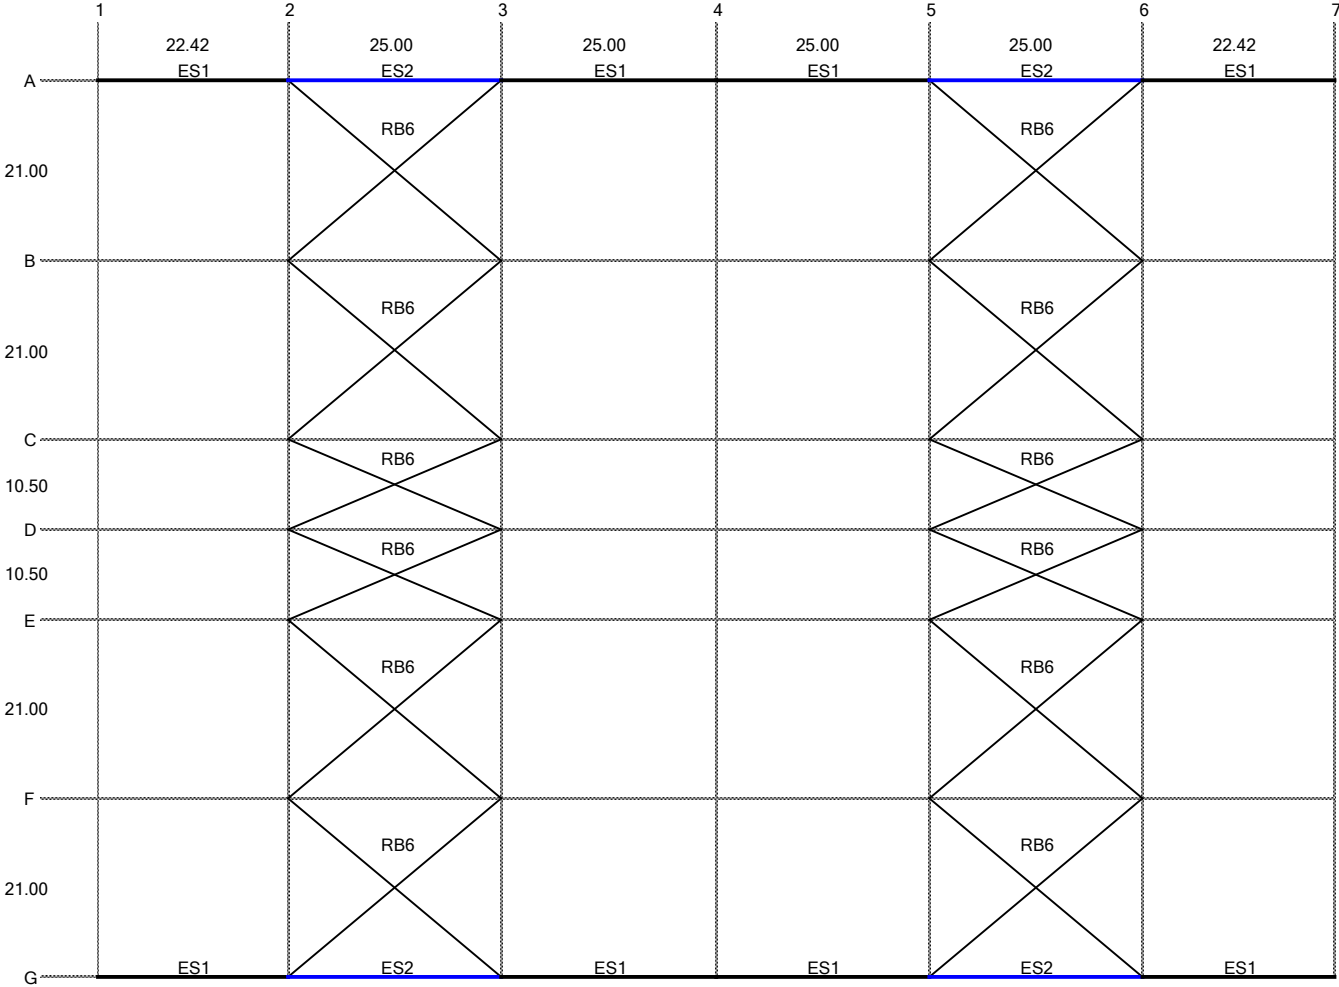 1 2 3 4 5 6 7
22.42 25.00 25.00 25.00 25.00 22.42
ES1 ES2 ES1 ES1 ES2 ES1
A
RB6 RB6
21.00
B
RB6 RB6
21.00
C
RB6 RB6
10.50
D
RB6 RB6
10.50
E
RB6 RB6
21.00
F
RB6 RB6
21.00
ES1 ES2 ES1 ES1 ES2 ES1
G